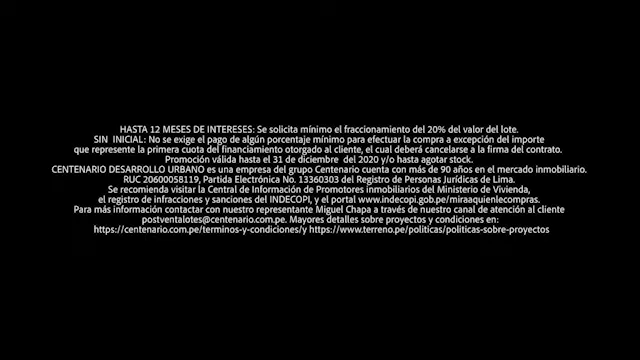 HASTA 12 MESES DE INTERESES: Se solicita mínimo el fraccionamiento del 20% del valor del lote.
SIN INICIAL: No se exige el pago de algún porcentaje mínimo para efectuar la compra a excepción del importe
que represente la primera cuota del financiamiento otorgado al cliente, el cual deberá cancelarse a la firma del contrato.
Promoción válida hasta el 31 de diciembre del 2020 y/o hasta agotar stock.
CENTENARIO DESARROLLO URBANO es una empresa del grupo Centenario cuenta con más de 90 años en el mercado inmobiliario.
RUC 20600058119, Partida Electrónica No. 13360303 del Registro de Personas Jurídicas de Lima.
Se recomienda visitar la Central de Información de Promotores inmobiliarios del Ministerio de Vivienda,
el registro de infracciones y sanciones del INDECOPI, y el portal www.indecopi.gob.pe/miraaquienlecompras.
Para más información contactar con nuestro representante Miguel Chapa a través de nuestro canal de atención al cliente
postventalotes@centenario.com.pe. Mayores detalles sobre proyectos y condiciones en:
https://centenario.com.pe/terminos-y-condiciones/y https://www.terreno.pe/politicas/politicas-sobre-proyectos